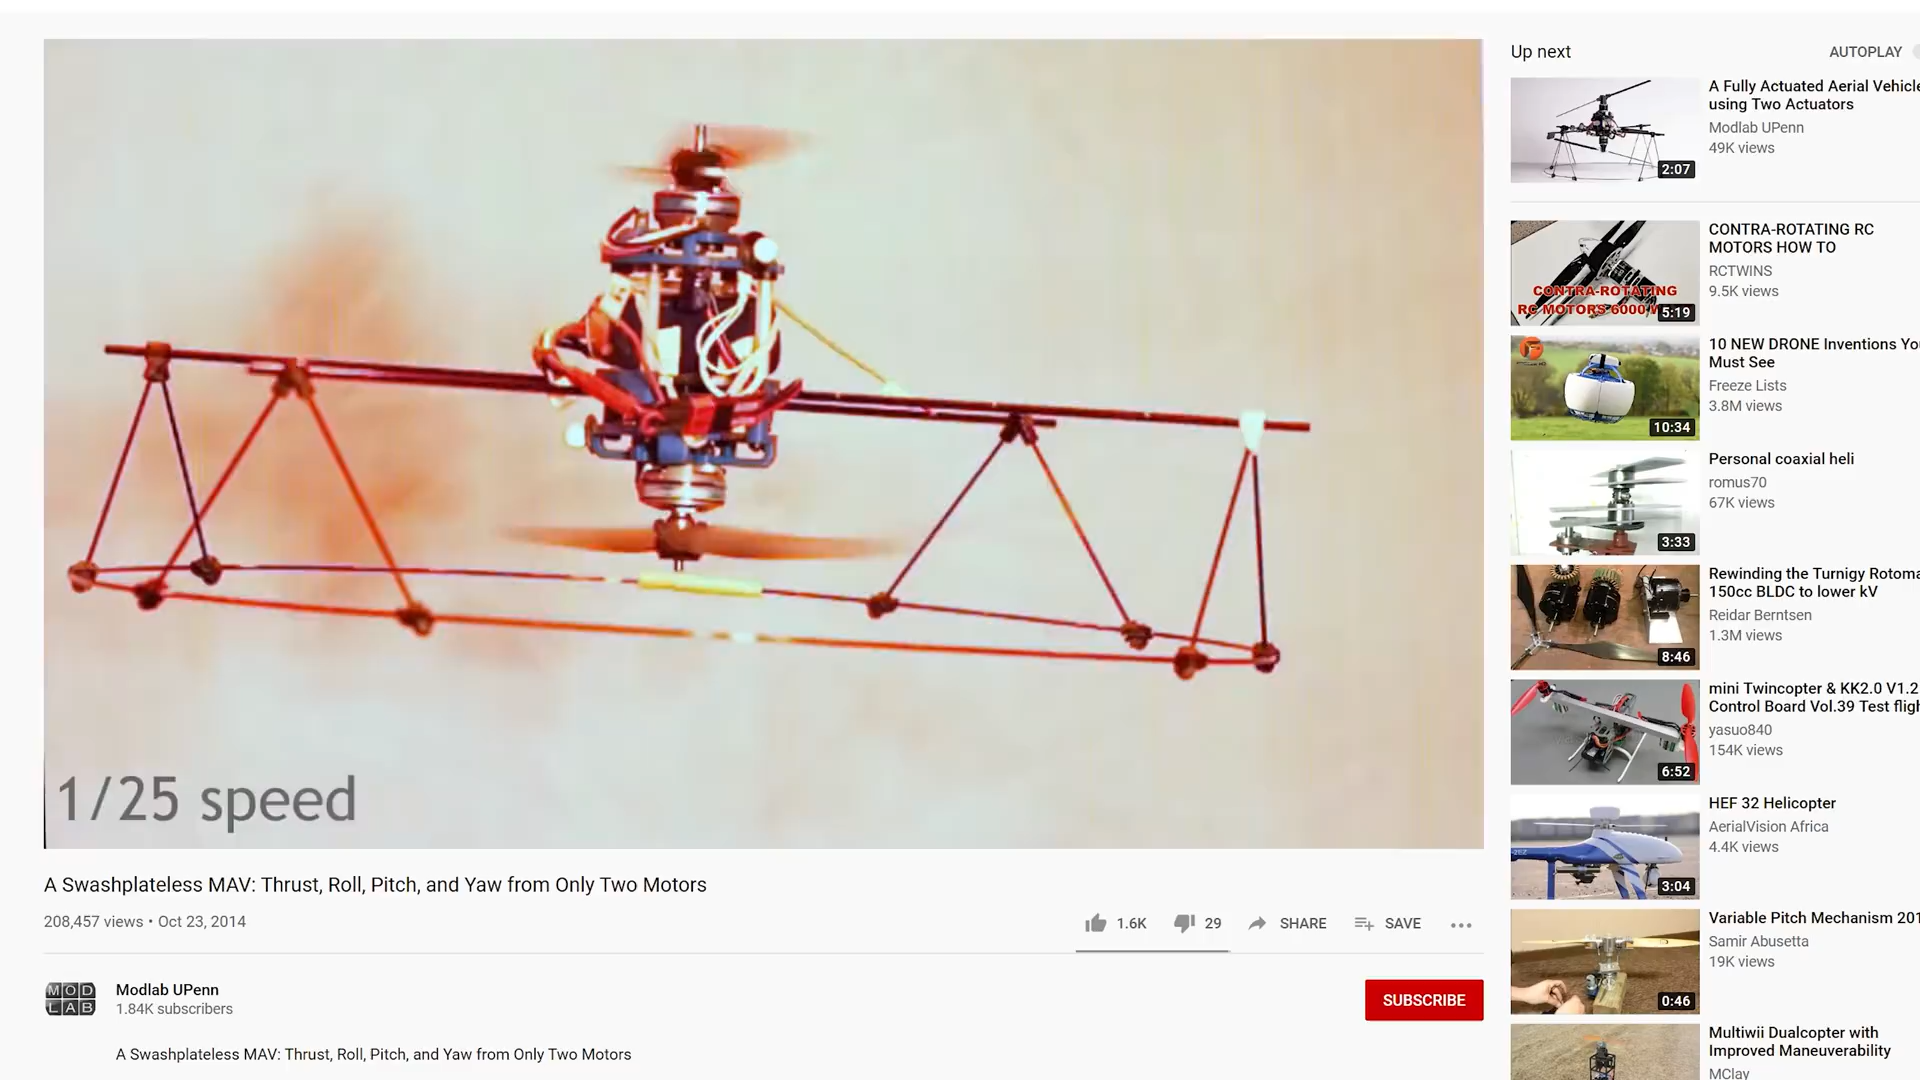 1/25 speed
A Swashplateless MAV: Thrust, Roll, Pitch, and Yaw from Only Two Motors
208,457 views • Oct 23, 2014
1.6K
29
SHARE
SAVE
MOD
LAB
Modlab UPenn
1.84K subscribers
SUBSCRIBE
A Swashplateless MAV: Thrust, Roll, Pitch, and Yaw from Only Two Motors
Up next
AUTOPLAY
2:07
A Fully Actuated Aerial Vehicle
using Two Actuators
Modlab UPenn
49K views
CONTRA-ROTATING
RC MOTORS 6000
5:19
CONTRA-ROTATING RC
MOTORS HOW TO
RCTWINS
9.5K views
10:34
10 NEW DRONE Inventions Yo
Must See
Freeze Lists
3.8M views
3:33
Personal coaxial heli
romus70
67K views
8:46
Rewinding the Turnigy Rotoma
150cc BLDC to lower kV
Reidar Berntsen
1.3M views
6:52
mini Twincopter & KK2.0 V1.2
Control Board Vol.39 Test fligh
yasuo840
154K views
3:04
HEF 32 Helicopter
AerialVision Africa
4.4K views
0:46
Variable Pitch Mechanism 201
Samir Abusetta
19K views
Multiwii Dualcopter with
Improved Maneuverability
MClay